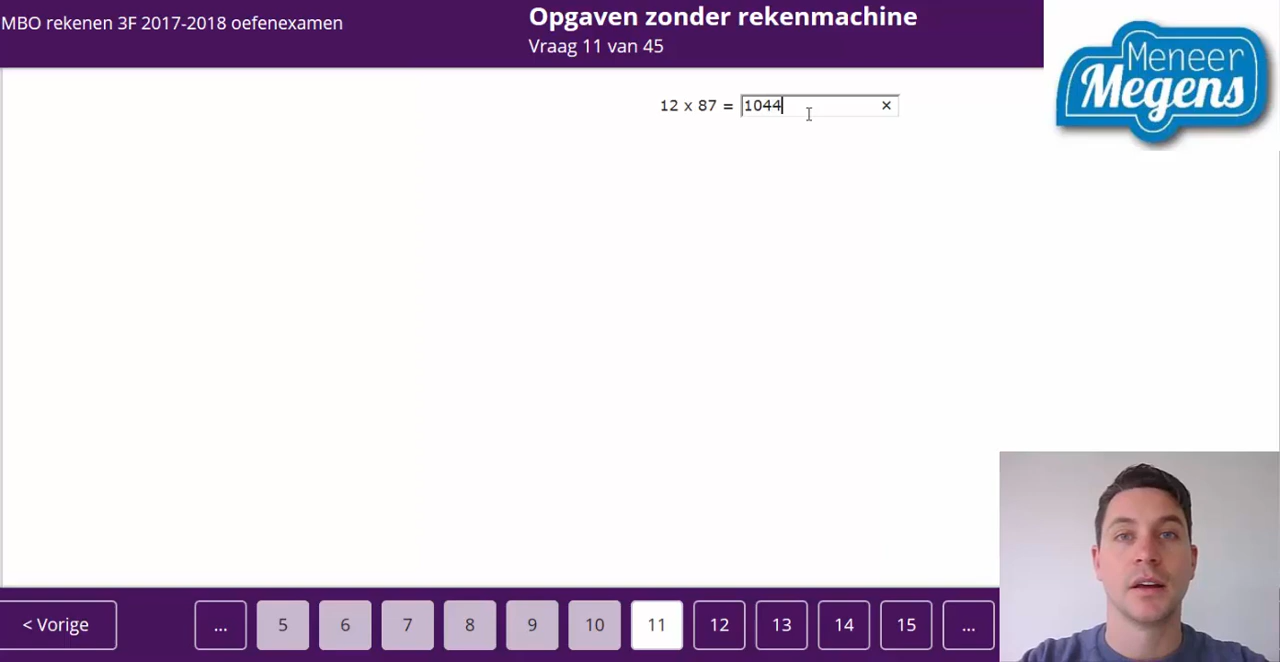 MBO rekenen 3F 2017-2018 oefenexamen
Opgaven zonder rekenmachine
Vraag 11 van 45
Meneer
Megens
12 x 87 = 1044 ×
< Vorige ... 5 6 7 8 9 10 11 12 13 14 15 ...